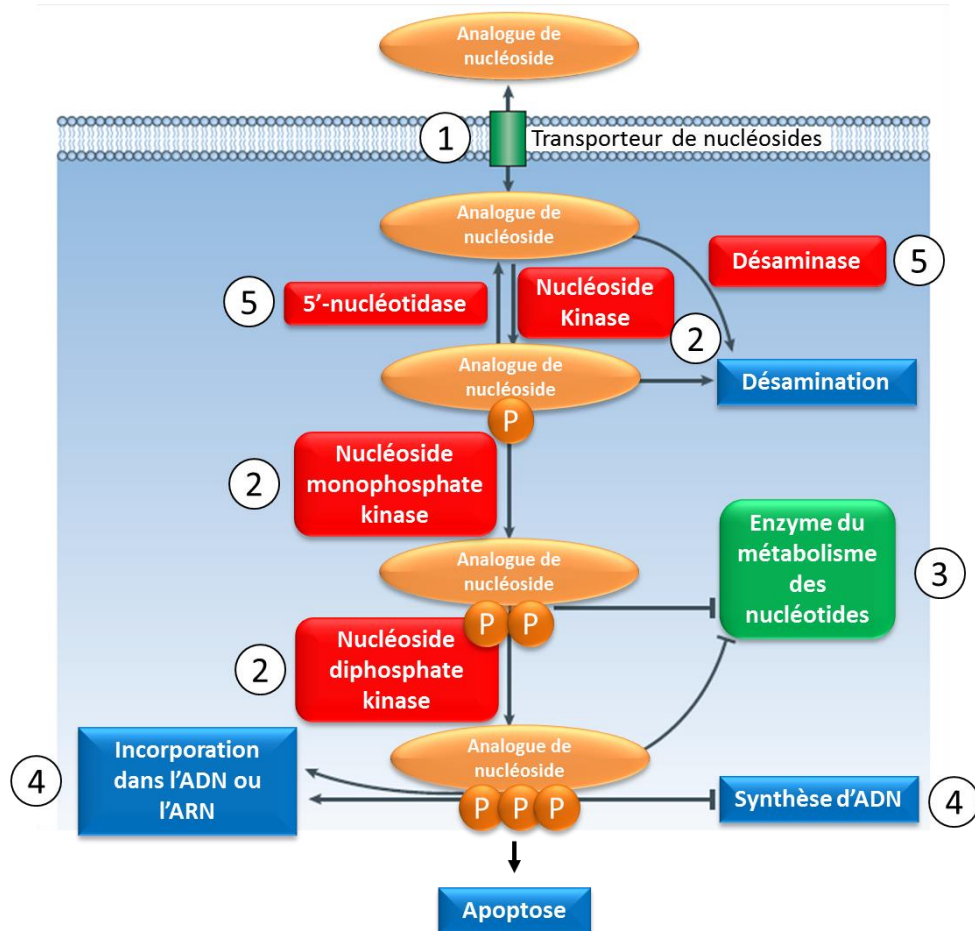 Analogue de
nucléoside
1
Transporteur de nucléosides
Analogue de
nucléoside
Désaminase
5
5
5’-nucléotidase
Nucléoside
Kinase
2
Analogue de
nucléoside
P
Désamination
2
Nucléoside
monophosphate
kinase
Enzyme du
métabolisme
des
nucléotides
3
Analogue de
nucléoside
P P
2
Nucléoside
diphosphate
kinase
4
Incorporation
dans l’ADN ou
l’ARN
Analogue de
nucléoside
P P P
Synthèse d’ADN
4
Apoptose